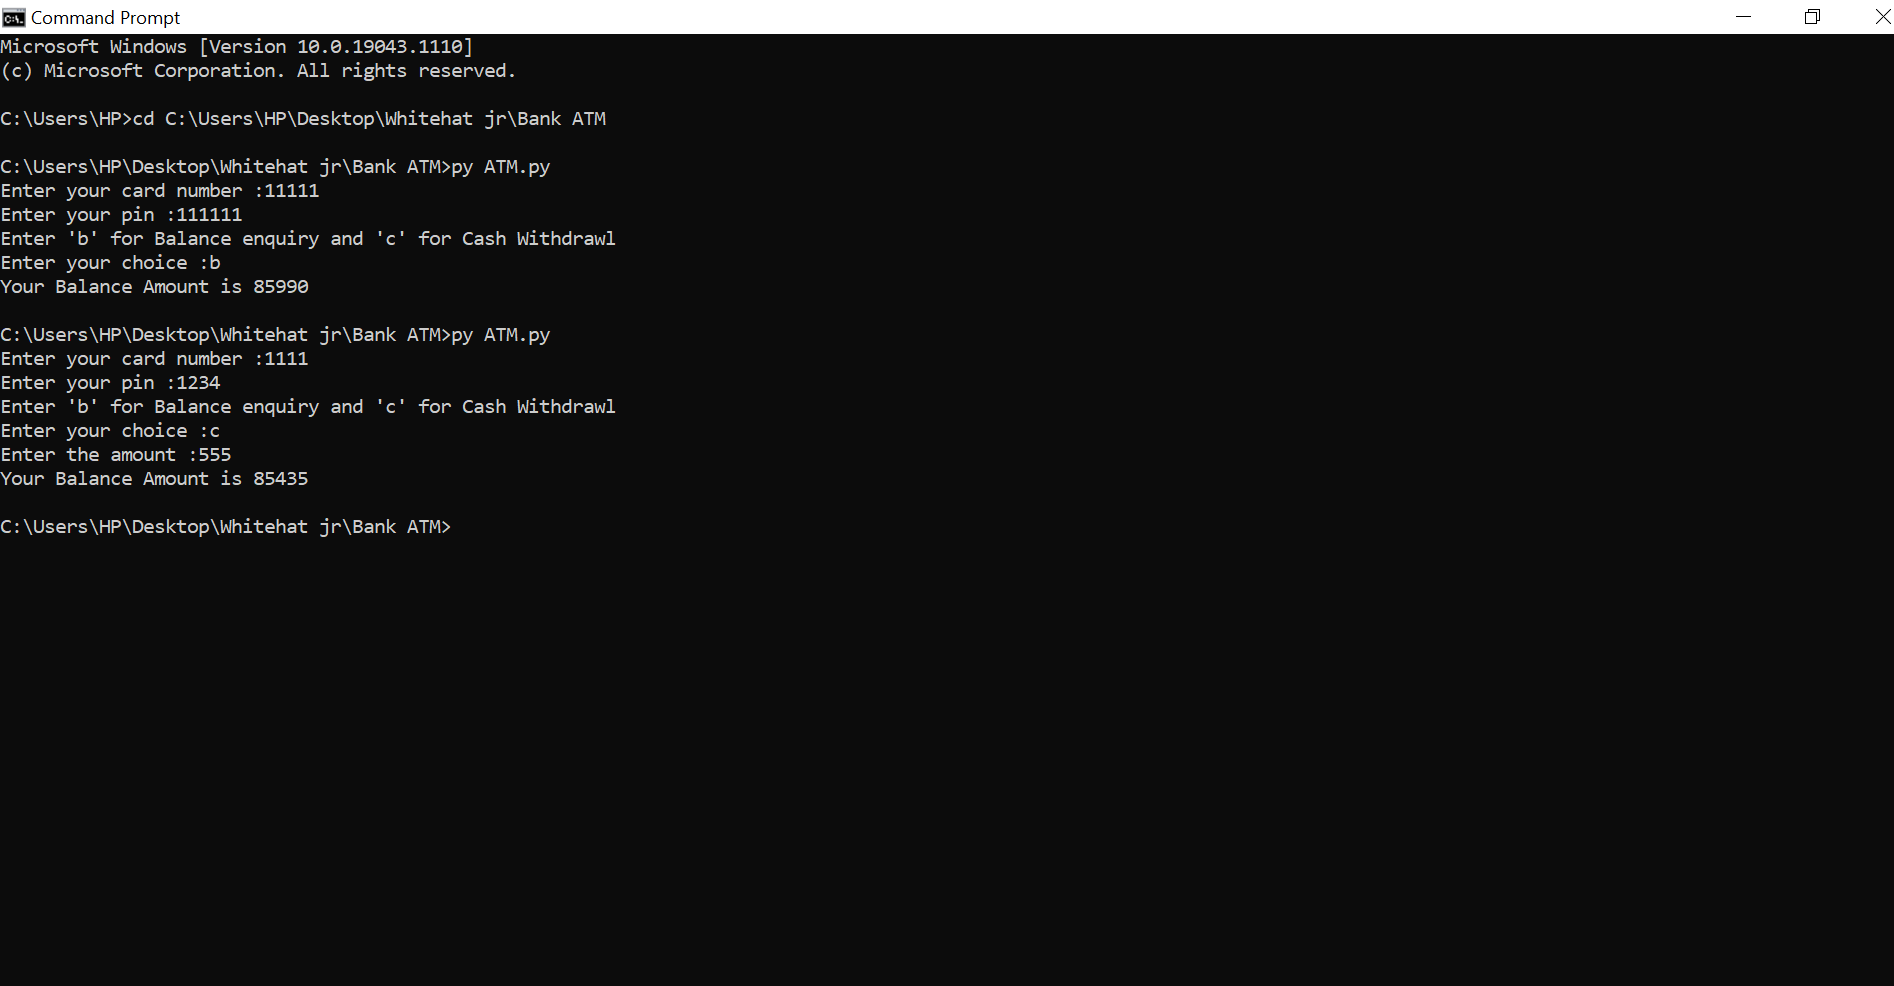 Command Prompt
Microsoft Windows [Version 10.0.19043.1110]
(c) Microsoft Corporation. All rights reserved.
C:\Users\HP>cd C:\Users\HP\Desktop\Whitehat jr\Bank ATM
C:\Users\HP\Desktop\Whitehat jr\Bank ATM>py ATM.py
Enter your card number :11111
Enter your pin :111111
Enter 'b' for Balance enquiry and 'c' for Cash Withdrawl
Enter your choice :b
Your Balance Amount is 85990
C:\Users\HP\Desktop\Whitehat jr\Bank ATM>py ATM.py
Enter your card number :1111
Enter your pin :1234
Enter 'b' for Balance enquiry and 'c' for Cash Withdrawl
Enter your choice :c
Enter the amount :555
Your Balance Amount is 85435
C:\Users\HP\Desktop\Whitehat jr\Bank ATM>